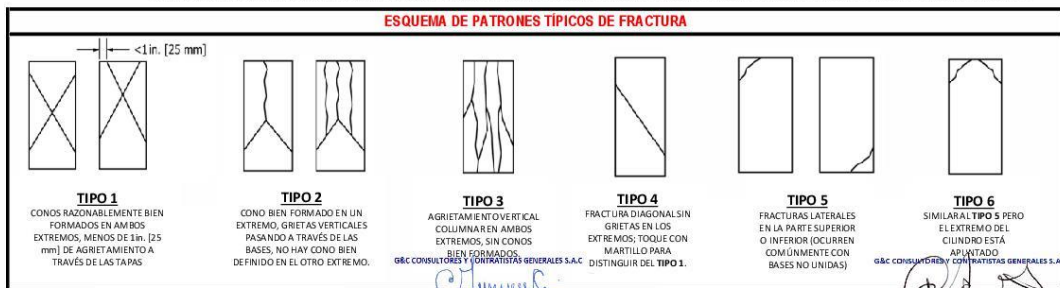 ESQUEMA DE PATRONES TÍPICOS DE FRACTURA
<1in. [25 mm]
TIPO 1
CONOS RAZONABLEMENTE BIEN
FORMADOS EN AMBOS
EXTREMOS, MENOS DE 1in. [25
mm] DE AGRIETAMIENTO A
TRAVÉS DE LAS TAPAS
TIPO 2
CONO BIEN FORMADO EN UN
EXTREMO, GRIETAS VERTICALES
PASANDO A TRAVÉS DE LAS
BASES, NO HAY CONO BIEN
DEFINIDO EN EL OTRO EXTREMO.
TIPO 3
AGRIETAMIENTO VERTICAL
COLUMNAR EN AMBOS
EXTREMOS, SIN CONOS
BIEN FORMADOS.
G&C CONSULTORES Y CONTRATISTAS GENERALES S.A.C
TIPO 4
FRACTURA DIAGONAL SIN
GRIETAS EN LOS
EXTREMOS; TOQUE CON
MARTILLO PARA
DISTINGUIR DEL TIPO 1.
TIPO 5
FRACTURAS LATERALES
EN LA PARTE SUPERIOR
O INFERIOR (OCURREN
COMÚNMENTE CON
BASES NO UNIDAS)
TIPO 6
SIMILAR AL TIPO 5 PERO
EL EXTREMO DEL
CILINDRO ESTÁ
APUNTADO
G&C CONSULTORES Y CONTRATISTAS GENERALES S.A